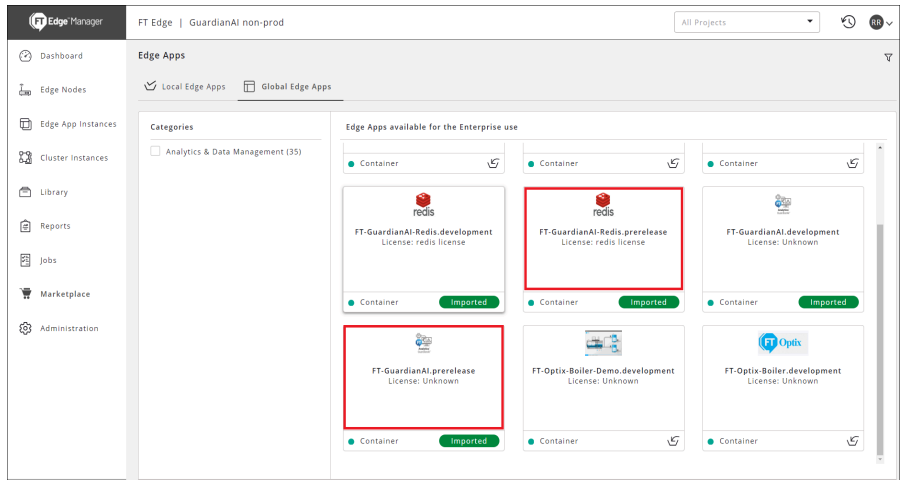 FT Edge™Manager
FT Edge | GuardianAI non-prod
All Projects
RR
Dashboard
Edge Nodes
Edge App Instances
Cluster Instances
Library
Reports
Jobs
Marketplace
Administration
Edge Apps
Local Edge Apps
Global Edge Apps
Categories
Analytics & Data Management (35)
Edge Apps available for the Enterprise use
Container
Container
Container
redis
FT-GuardianAI-Redis.development
License: redis license
Container
Imported
redis
FT-GuardianAI-Redis.prerelease
License: redis license
Container
Imported
FT-GuardianAI.development
License: Unknown
Container
Imported
FT-GuardianAI.prerelease
License: Unknown
Container
Imported
FT-Optix-Boiler-Demo.development
License: Unknown
Container
FT Optix
FT-Optix-Boiler.development
License: Unknown
Container